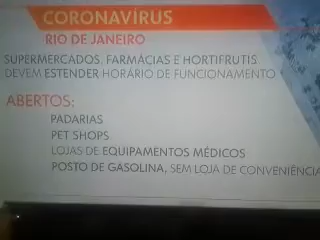 CORONAVÍRUS
RIO DE JANEIRO
SUPERMERCADOS, FARMÁCIAS E HORTIFRUTIS
DEVEM ESTENDER HORÁRIO DE FUNCIONAMENTO
ABERTOS:
PADARIAS
PET SHOPS
LOJAS DE EQUIPAMENTOS MÉDICOS
POSTO DE GASOLINA, SEM LOJA DE CONVENIÊNCIA